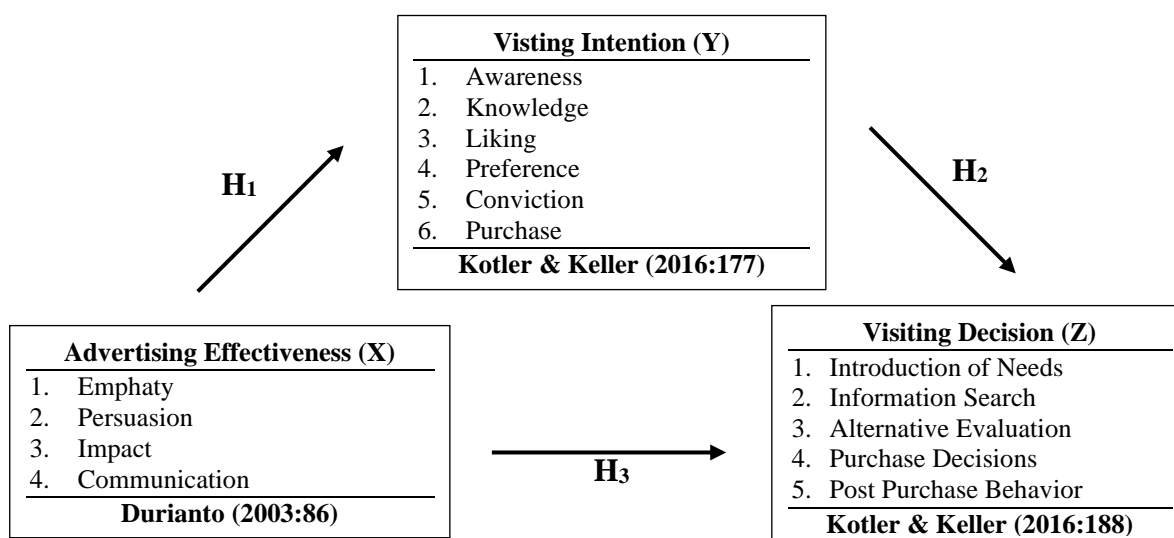 Visting Intention (Y)
1. Awareness
2. Knowledge
3. Liking
4. Preference
5. Conviction
6. Purchase
Kotler & Keller (2016:177)
H1
H2
Advertising Effectiveness (X)
1. Emphaty
2. Persuasion
3. Impact
4. Communication
Durianto (2003:86)
H3
Visiting Decision (Z)
1. Introduction of Needs
2. Information Search
3. Alternative Evaluation
4. Purchase Decisions
5. Post Purchase Behavior
Kotler & Keller (2016:188)